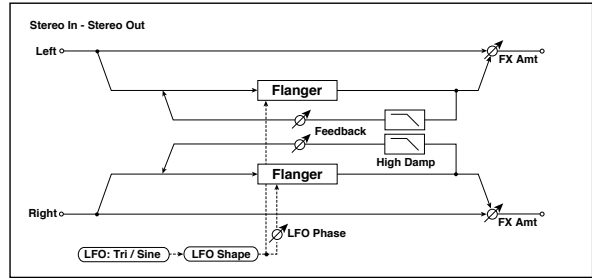 Stereo In - Stereo Out
Left
FX Amt
Flanger
Feedback
High Damp
Flanger
Right
FX Amt
LFO Phase
LFO: Tri / Sine
LFO Shape